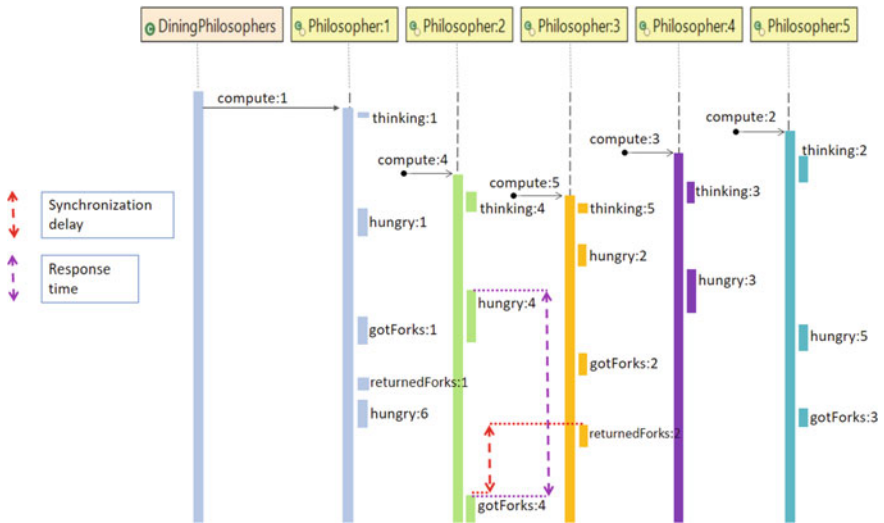 DiningPhilosophers
Philosopher:1
Philosopher:2
Philosopher:3
Philosopher:4
Philosopher:5
compute:1
thinking:1
compute:2
compute:3
thinking:2
compute:4
compute:5
thinking:3
thinking:4
thinking:5
Synchronization
delay
hungry:1
hungry:2
Response
time
hungry:3
hungry:4
gotForks:1
hungry:5
gotForks:2
returnedForks:1
hungry:6
gotForks:3
returnedForks:2
gotForks:4